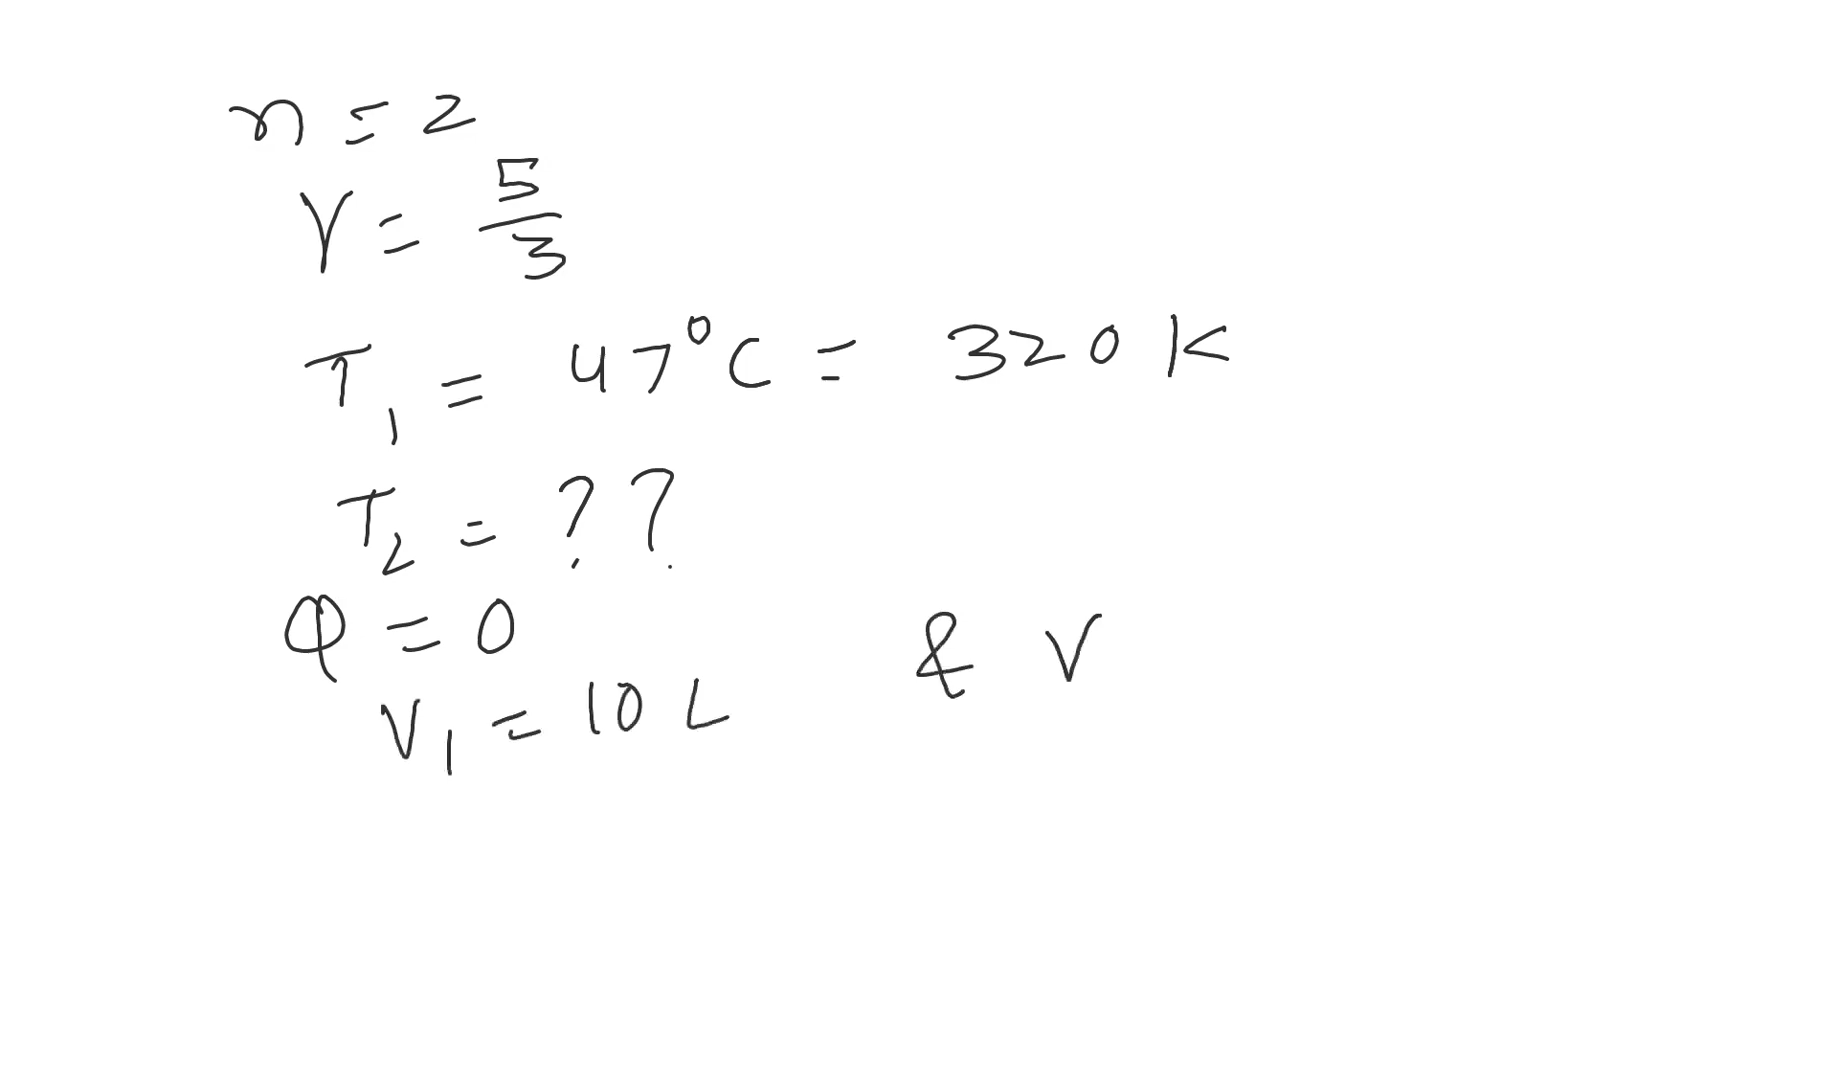 n = 2
γ = 5/3
T₁ = 47°C = 320 K
T₂ = ??
Q = 0 & V
V₁ = 10 L